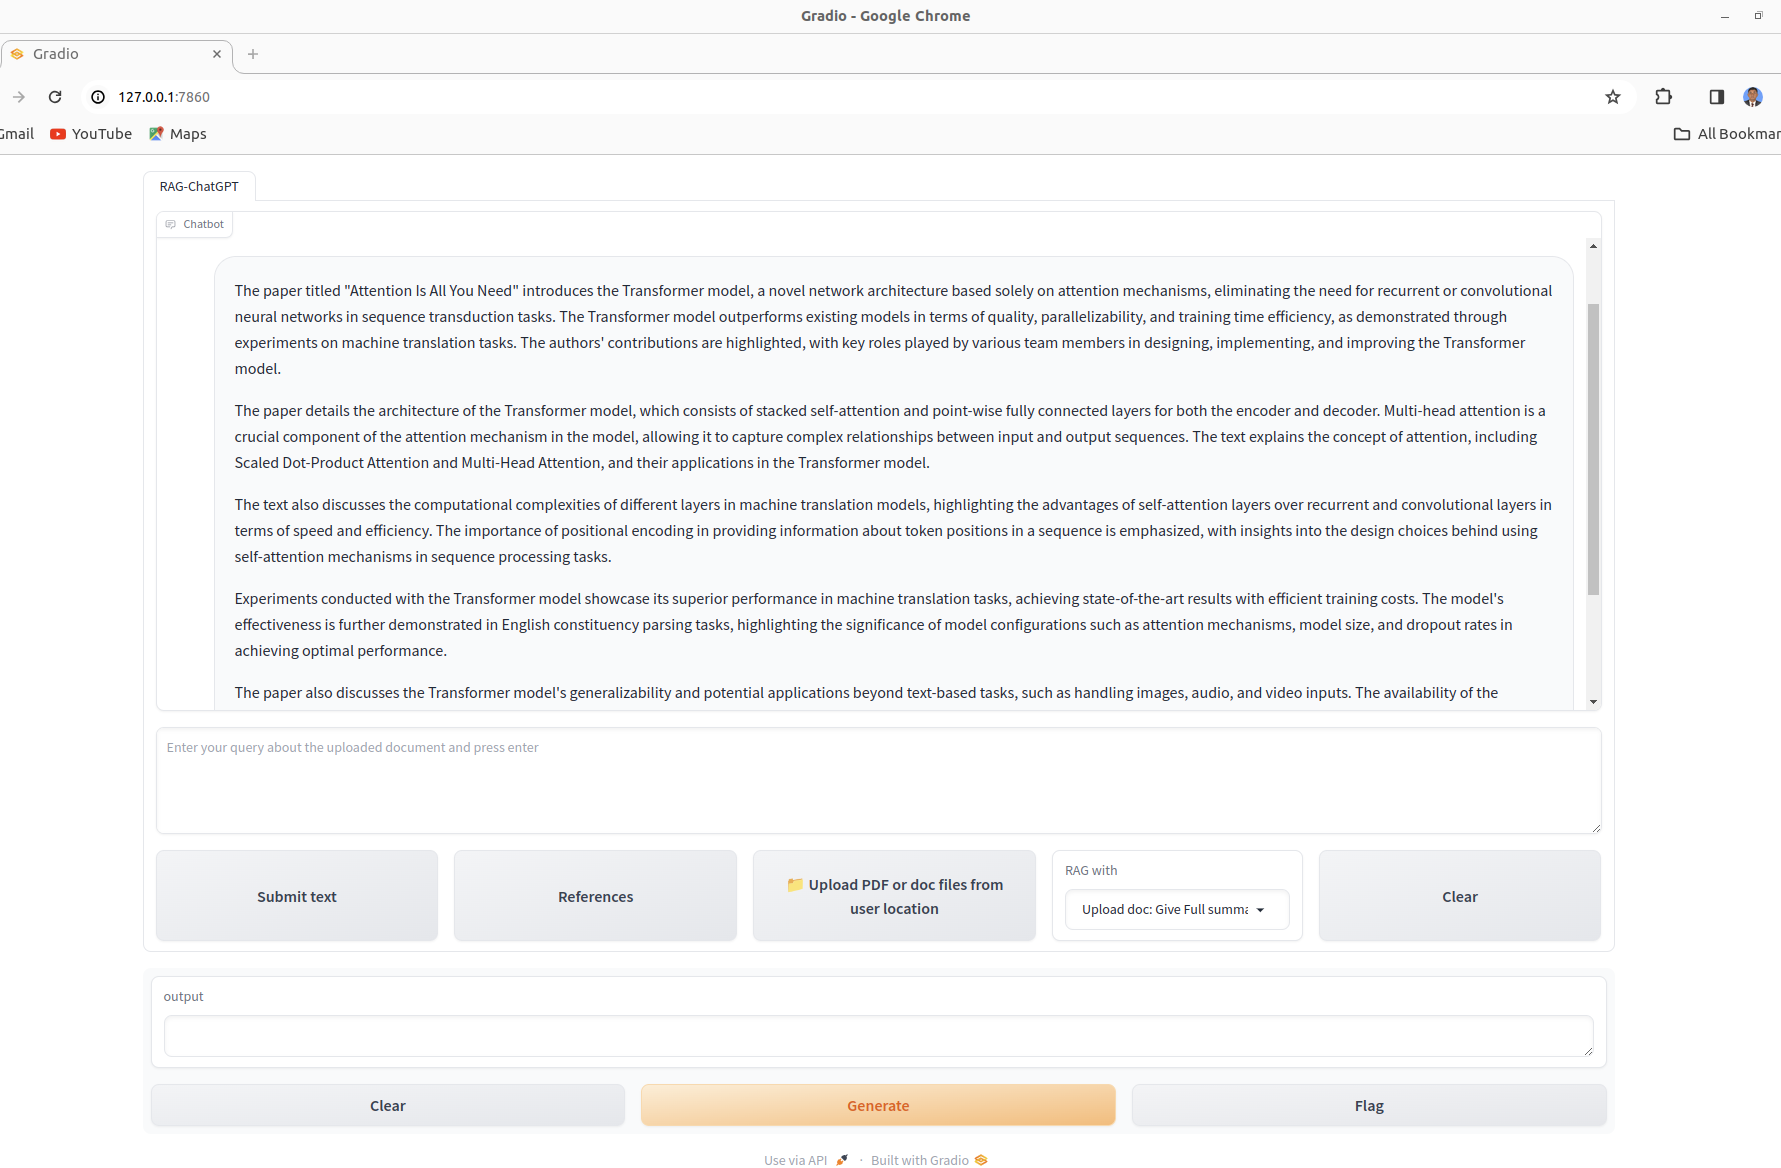 Gradio - Google Chrome
Gradio
127.0.0.1:7860
Gmail YouTube Maps All Bookmar
RAG-ChatGPT
Chatbot
The paper titled "Attention Is All You Need" introduces the Transformer model, a novel network architecture based solely on attention mechanisms, eliminating the need for recurrent or convolutional
neural networks in sequence transduction tasks. The Transformer model outperforms existing models in terms of quality, parallelizability, and training time efficiency, as demonstrated through
experiments on machine translation tasks. The authors' contributions are highlighted, with key roles played by various team members in designing, implementing, and improving the Transformer
model.
The paper details the architecture of the Transformer model, which consists of stacked self-attention and point-wise fully connected layers for both the encoder and decoder. Multi-head attention is a
crucial component of the attention mechanism in the model, allowing it to capture complex relationships between input and output sequences. The text explains the concept of attention, including
Scaled Dot-Product Attention and Multi-Head Attention, and their applications in the Transformer model.
The text also discusses the computational complexities of different layers in machine translation models, highlighting the advantages of self-attention layers over recurrent and convolutional layers in
terms of speed and efficiency. The importance of positional encoding in providing information about token positions in a sequence is emphasized, with insights into the design choices behind using
self-attention mechanisms in sequence processing tasks.
Experiments conducted with the Transformer model showcase its superior performance in machine translation tasks, achieving state-of-the-art results with efficient training costs. The model's
effectiveness is further demonstrated in English constituency parsing tasks, highlighting the significance of model configurations such as attention mechanisms, model size, and dropout rates in
achieving optimal performance.
The paper also discusses the Transformer model's generalizability and potential applications beyond text-based tasks, such as handling images, audio, and video inputs. The availability of the
Enter your query about the uploaded document and press enter
Submit text
References
Upload PDF or doc files from
user location
RAG with
Upload doc: Give Full summa
Clear
output
Clear
Generate
Flag
Use via API · Built with Gradio